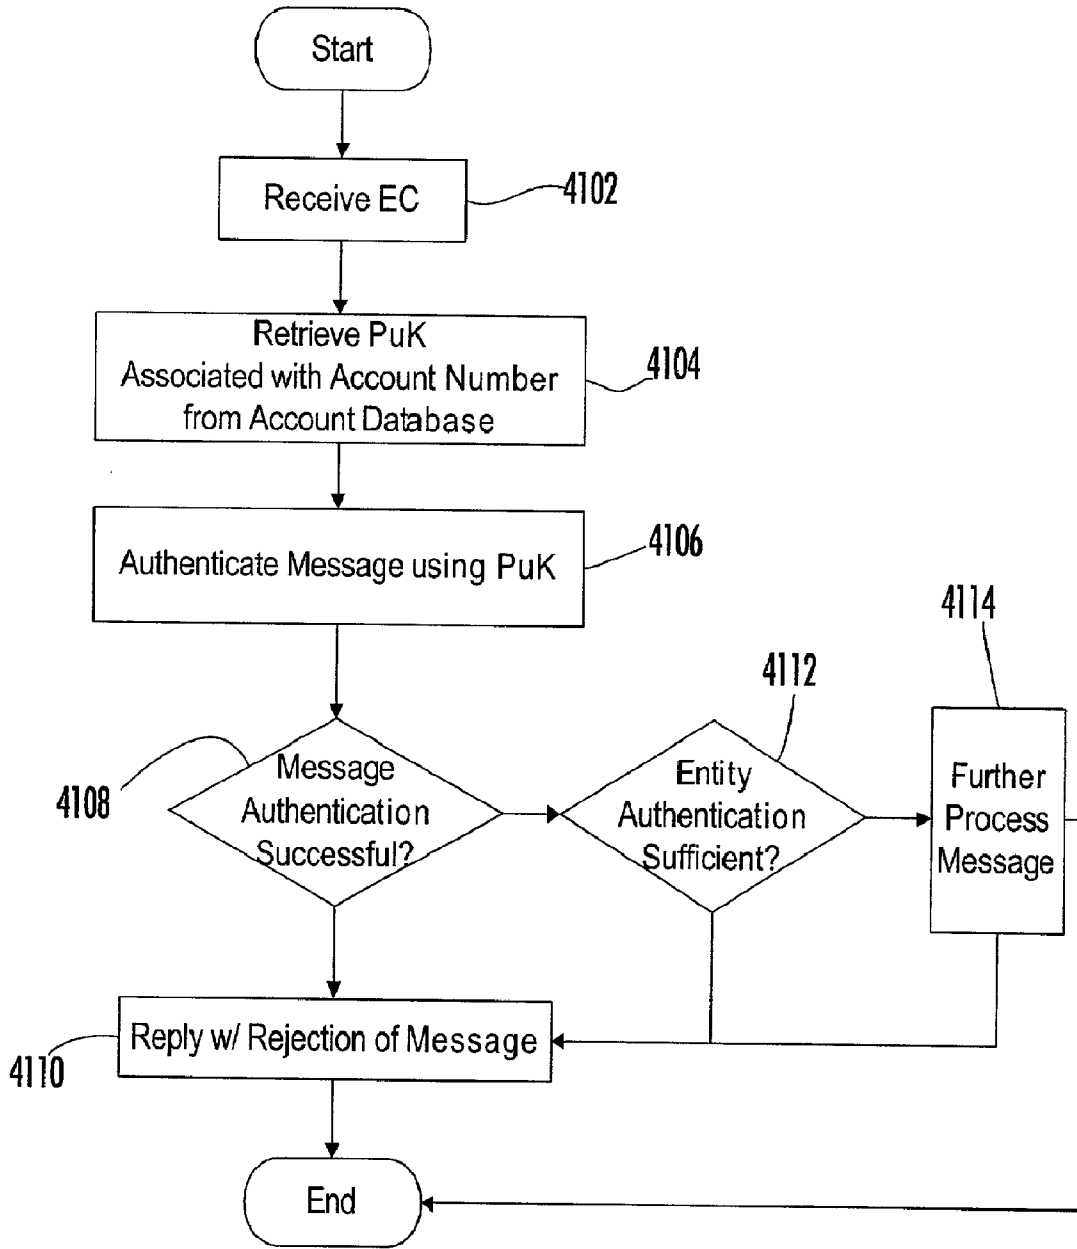 Start
Receive EC
4102
Retrieve PuK
Associated with Account Number
from Account Database
4104
Authenticate Message using PuK
4106
4114
4112
4108
Message
Authentication
Successful?
Entity
Authentication
Sufficient?
Further
Process
Message
Reply w/ Rejection of Message
4110
End